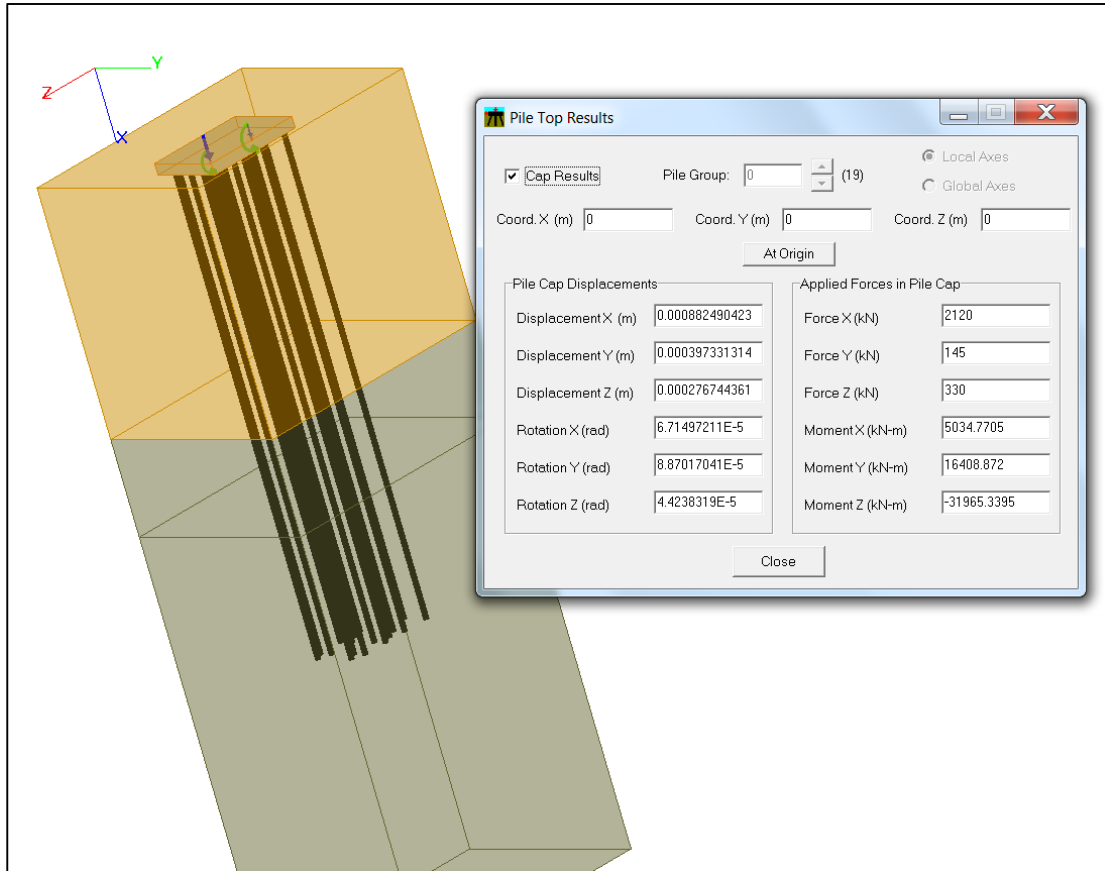 Y
Z
X
Pile Top Results
Cap Results Pile Group: 0 (19) Local Axes
Global Axes
Coord. X (m) 0 Coord. Y (m) 0 Coord. Z (m) 0
At Origin
Pile Cap Displacements
Displacement X (m) 0.000882490423
Displacement Y (m) 0.000397331314
Displacement Z (m) 0.000276744361
Rotation X (rad) 6.71497211E-5
Rotation Y (rad) 8.87017041E-5
Rotation Z (rad) 4.4238319E-5
Applied Forces in Pile Cap
Force X (kN) 2120
Force Y (kN) 145
Force Z (kN) 330
Moment X (kN-m) 5034.7705
Moment Y (kN-m) 16408.872
Moment Z (kN-m) -31965.3395
Close